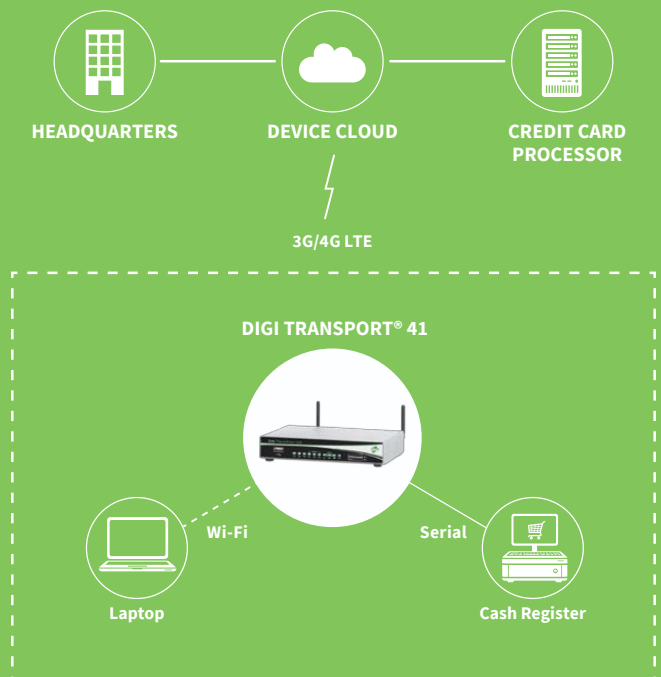 HEADQUARTERS
DEVICE CLOUD
CREDIT CARD
PROCESSOR
3G/4G LTE
DIGI TRANSPORT® 41
Wi-Fi
Serial
Laptop
Cash Register